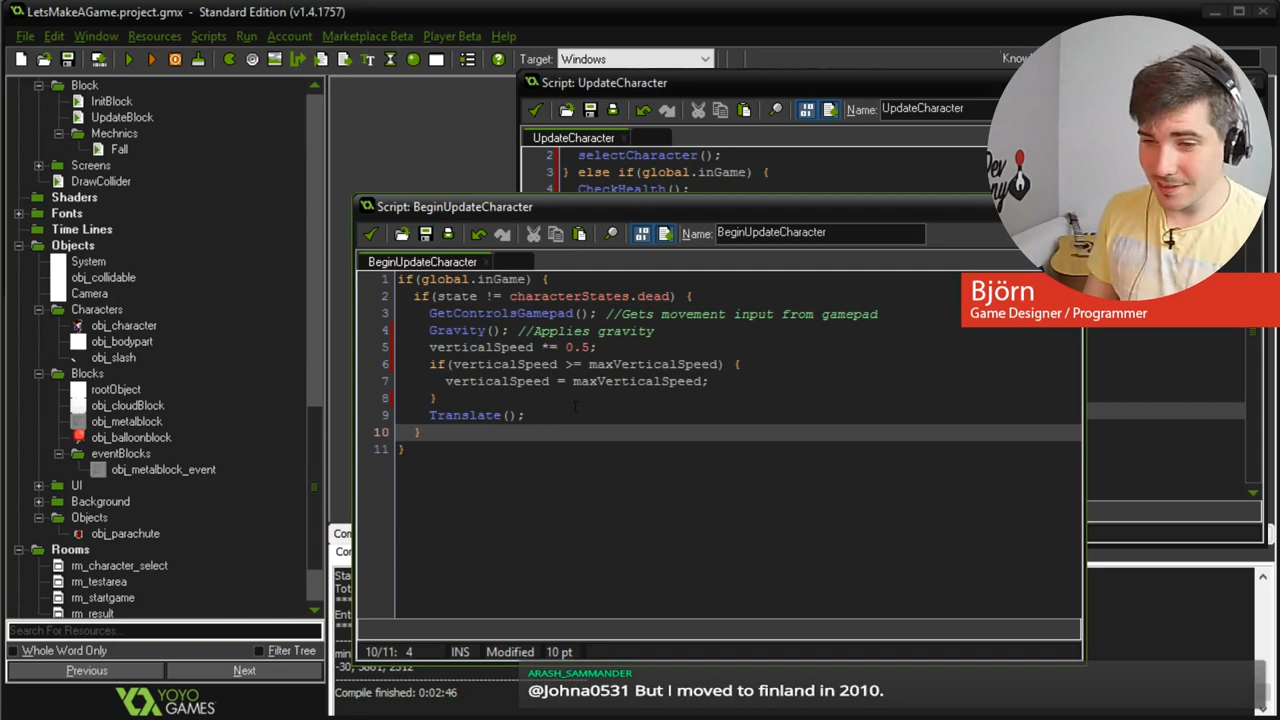 LetsMakeAGame.project.gmx - Standard Edition (v1.4.1757)
File Edit Window Resources Scripts Run Account Marketplace Beta Player Beta Help
Target: Windows
Block
InitBlock
UpdateBlock
Mechnics
Fall
Screens
DrawCollider
Shaders
Fonts
Time Lines
Objects
System
obj_collidable
Camera
Characters
obj_character
obj_bodypart
obj_slash
Blocks
rootObject
obj_cloudBlock
obj_metalblock
obj_balloonblock
eventBlocks
obj_metalblock_event
UI
Background
Objects
obj_parachute
Rooms
rm_character_select
rm_testarea
rm_startgame
rm_result
Search For Resources...
Whole Word Only Filter Tree
Previous Next
YOYO
GAMES
Script: UpdateCharacter
Name: UpdateCharacter
UpdateCharacter
2 selectCharacter();
3 } else if(global.inGame) {
4 CheckHealth();
Script: BeginUpdateCharacter
Name: BeginUpdateCharacter
BeginUpdateCharacter
1 if(global.inGame) {
2 if(state != characterStates.dead) {
3 GetControlsGamepad(); //Gets movement input from gamepad
4 Gravity(); //Applies gravity
5 verticalSpeed *= 0.5;
6 if(verticalSpeed >= maxVerticalSpeed) {
7 verticalSpeed = maxVerticalSpeed;
8 }
9 Translate();
10 }
11 }
10/11: 4 INS Modified 10 pt
Compile finished: 0:02:46
Björn
Game Designer / Programmer
ARASH_SAMMANDER
@Johna0531 But I moved to finland in 2010.